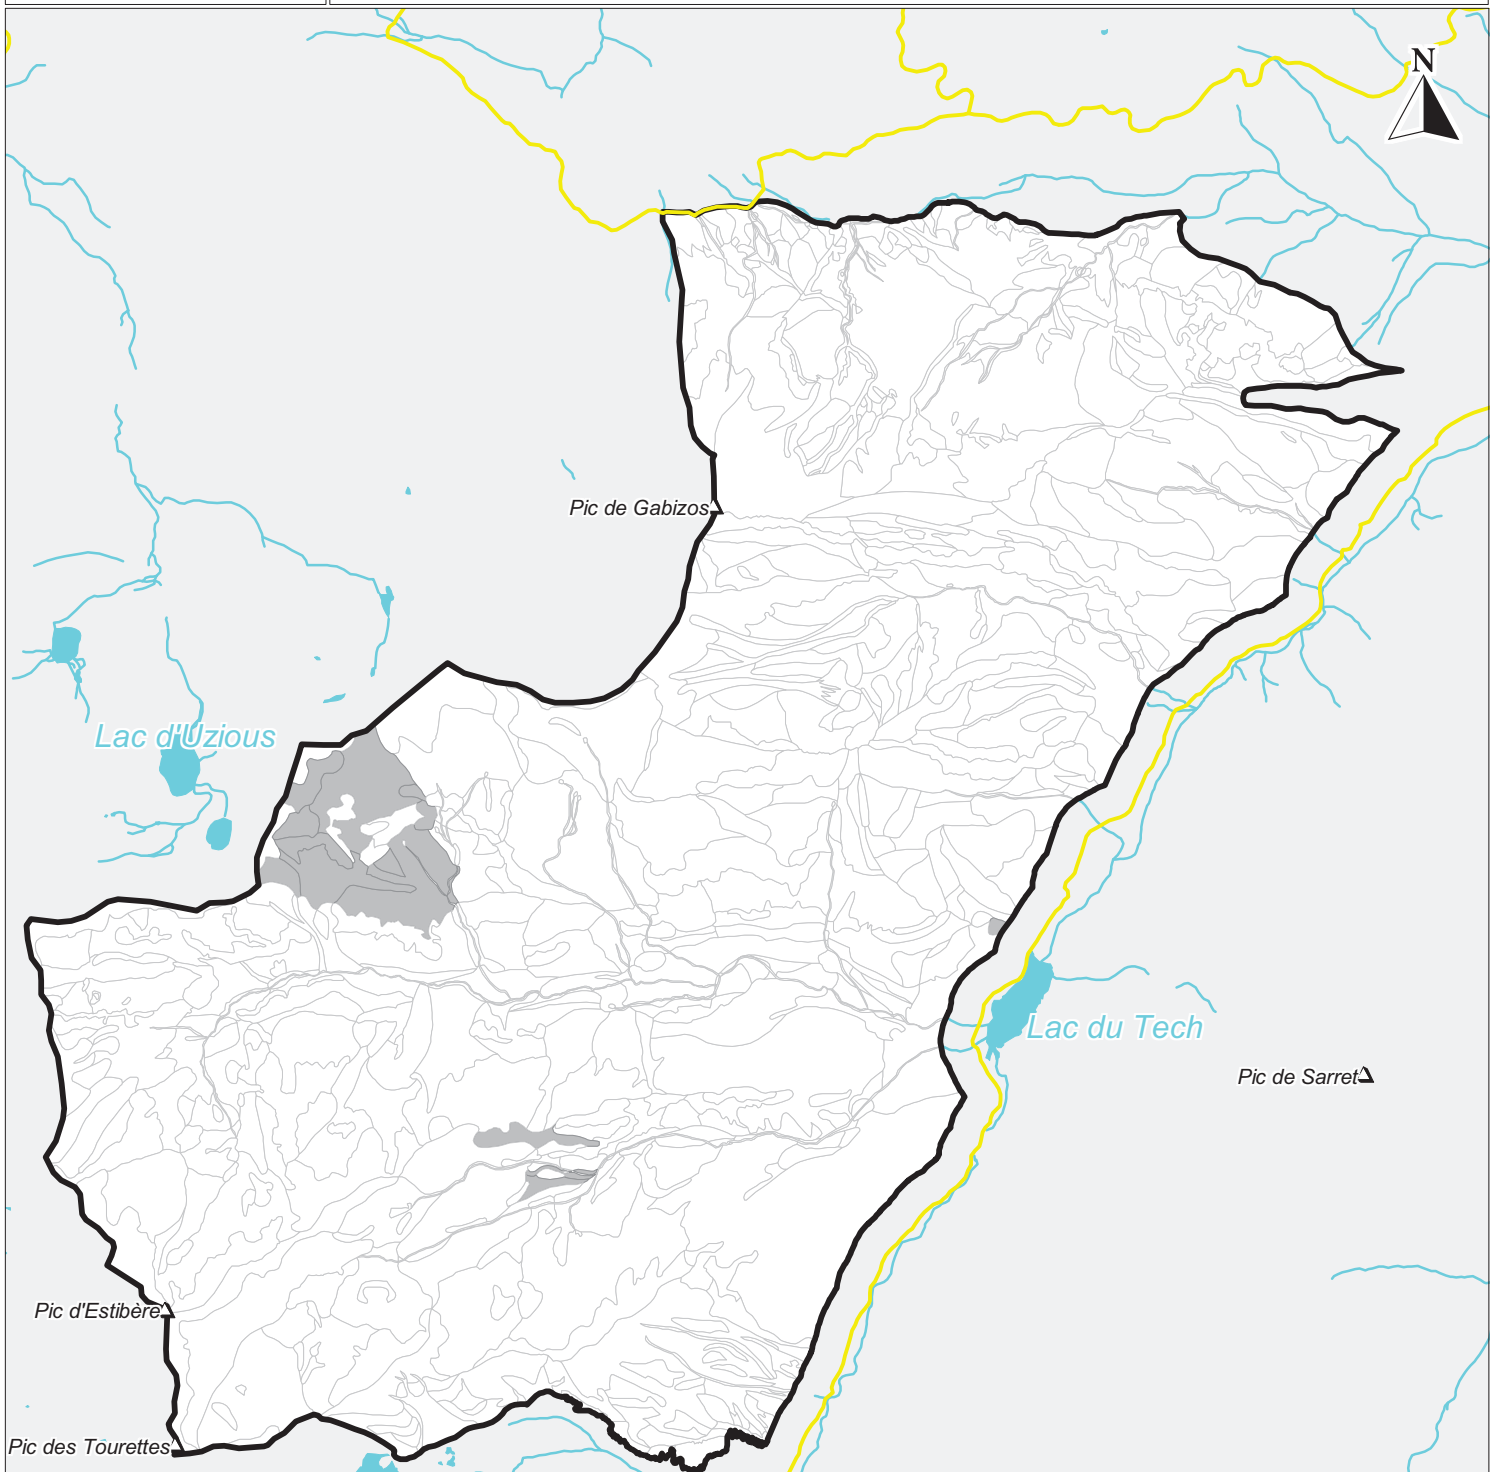 N
Pic de Gabizos
Lac d'Uzious
Lac du Tech
Pic de Sarret
Pic d'Estibère
Pic des Tourettes